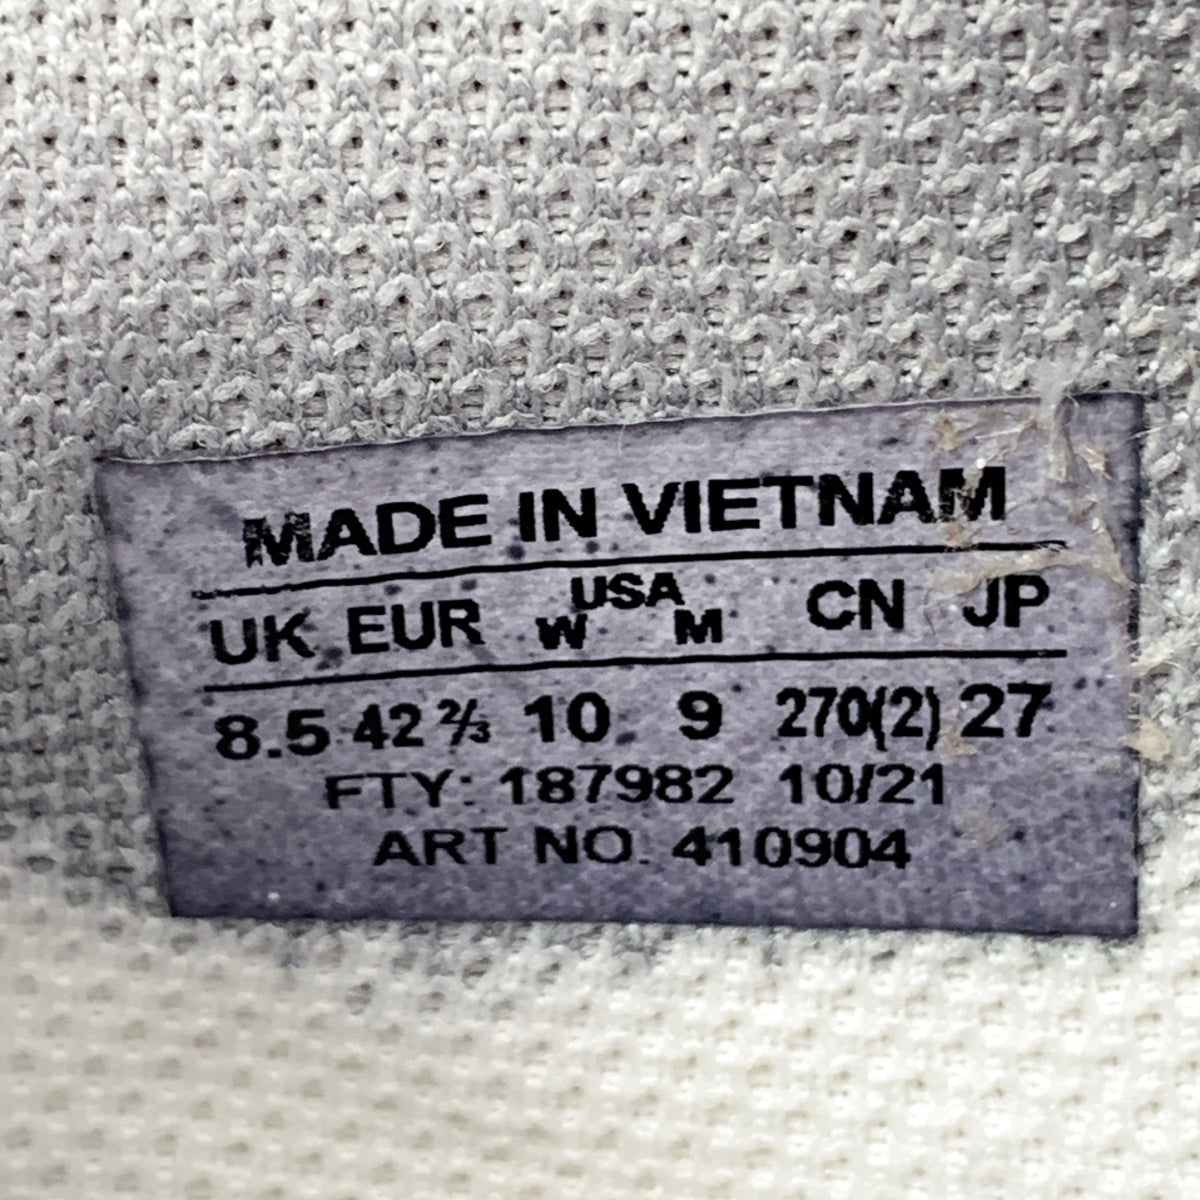 MADE IN VIETNAM
UK EUR USA W M CN JP
8.5 42 ⅔ 10 9 270(2) 27
FTY: 187982 10/21
ART NO. 410904